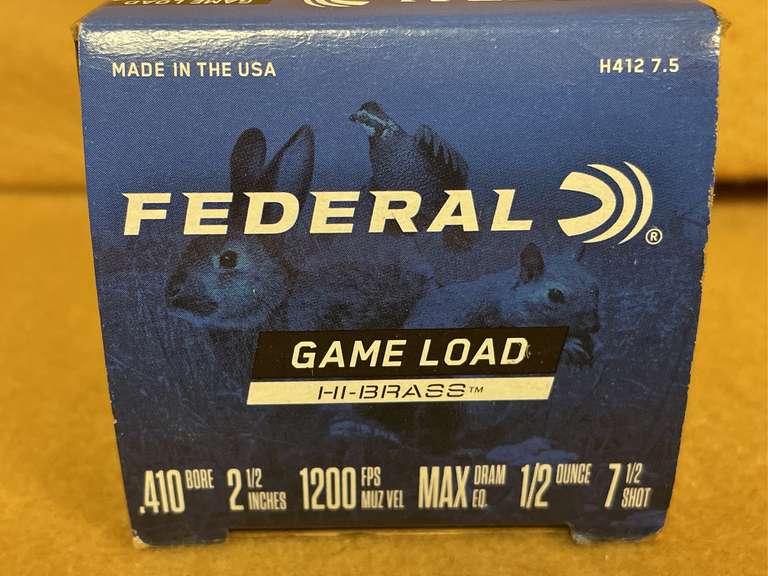 MADE IN THE USA
H412 7.5
FEDERAL ®
GAME LOAD
HI-BRASS™
.410 BORE 2 1/2 INCHES 1200 FPS MUZ VEL MAX DRAM EQ. 1/2 OUNCE 7 1/2 SHOT